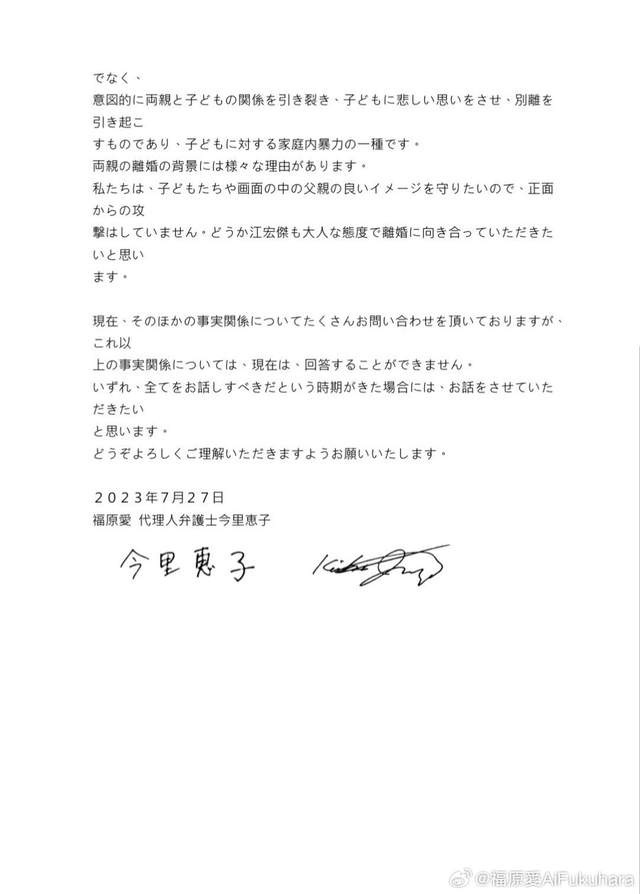 でなく、
意図的に両親と子どもの関係を引き裂き、子どもに悲しい思いをさせ、別離を
引き起こ
すものであり、子どもに対する家庭内暴力の一種です。
両親の離婚の背景には様々な理由があります。
私たちは、子どもたちや画面の中の父親の良いイメージを守りたいので、正面
からの攻
撃はしていません。どうか江宏傑も大人な態度で離婚に向き合っていただきた
いと思い
ます。
現在、そのほかの事実関係についてたくさんお問い合わせを頂いておりますが、
これ以
上の事実関係については、現在は、回答することができません。
いずれ、全てをお話しすべきだという時期がきた場合には、お話をさせていた
だきたい
と思います。
どうぞよろしくご理解いただきますようお願いいたします。
２０２３年７月２７日
福原愛 代理人弁護士今里恵子
今里恵子
@福原愛AiFukuhara